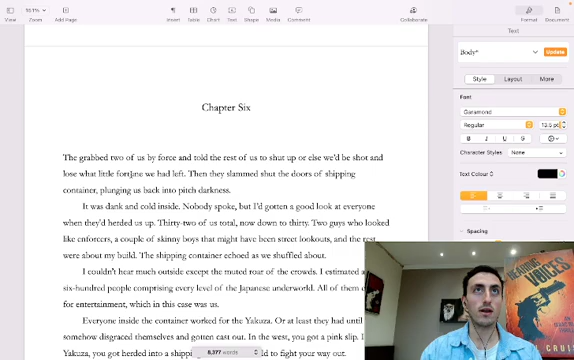 101%
View
Zoom
Add Page
Insert
Table
Chart
Text
Shape
Media
Comment
Collaborate
Format
Document
Text
Body*
Update
Style
Layout
More
Font
Garamond
Regular
13.5 pt
B I U S
Character Styles
None
Text Colour
Spacing
Chapter Six
The grabbed two of us by force and told the rest of us to shut up or else we'd be shot and
lose what little fortune we had left. Then they slammed shut the doors of shipping
container, plunging us back into pitch darkness.
It was dank and cold inside. Nobody spoke, but I'd gotten a good look at everyone
when they'd herded us up. Thirty-two of us total, now down to thirty. Two guys who looked
like enforcers, a couple of skinny boys that might have been street lookouts, and the rest
were about my build. The shipping container echoed as we shuffled about.
I couldn't hear much outside except the muted roar of the crowds. I estimated a
six-hundred people comprising every level of the Japanese underworld. All of them
for entertainment, which in this case was us.
Everyone inside the container worked for the Yakuza. Or at least they had until
somehow disgraced themselves and gotten cast out. In the west, you got a pink slip. I
Yakuza, you got herded into a shippi
ld to fight your way out.
8,377 words
HEARING
VOICES
CRUISE